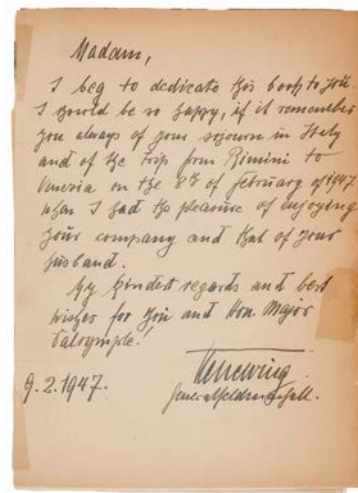 Madam,
I beg to dedicate this book to you.
I would be so happy, if it remember
you always of your sojourn in Italy
and of the trip from Rimini to
Venezia on the 8th of february of 1947
when I had the pleasure of enjoying
your company and that of your
husband.
My kindest regards and best
wishes for you and Hon. Major
Dalrymple!
9.2.1947.
Kesselring
Generalfeldmarschall.